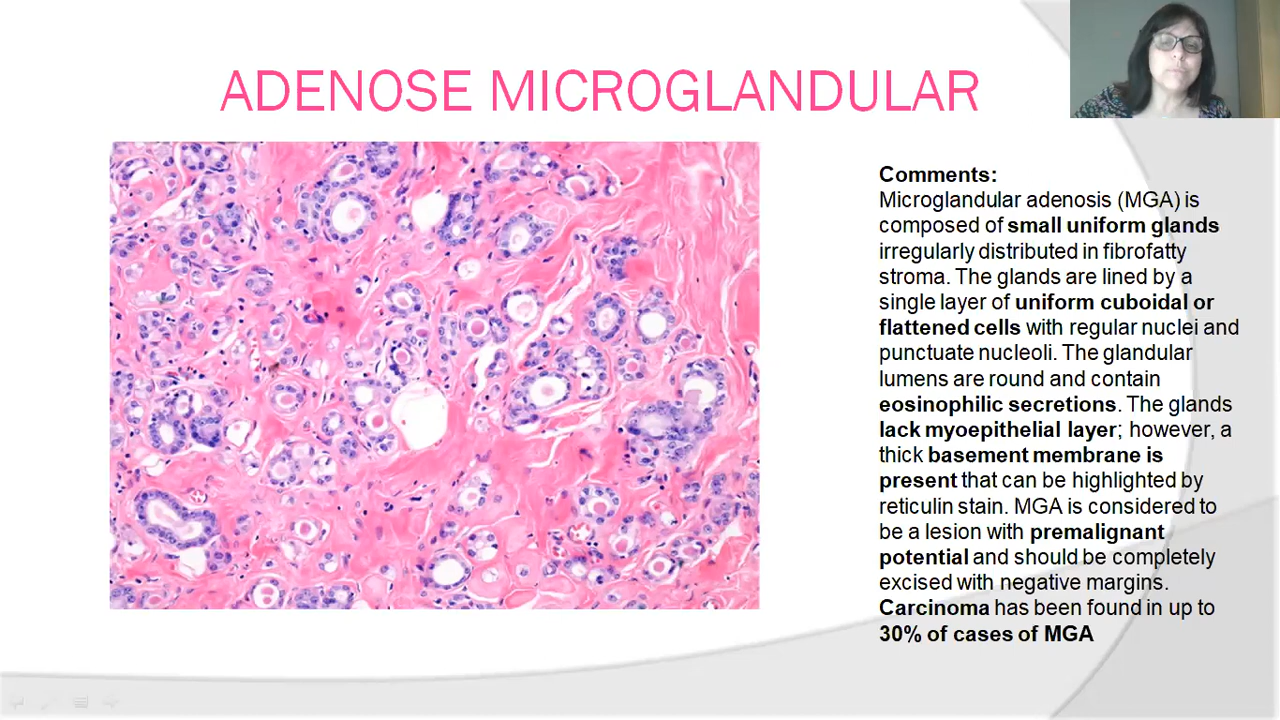 ADENOSE MICROGLANDULAR
Comments:
Microglandular adenosis (MGA) is
composed of small uniform glands
irregularly distributed in fibrofatty
stroma. The glands are lined by a
single layer of uniform cuboidal or
flattened cells with regular nuclei and
punctuate nucleoli. The glandular
lumens are round and contain
eosinophilic secretions. The glands
lack myoepithelial layer; however, a
thick basement membrane is
present that can be highlighted by
reticulin stain. MGA is considered to
be a lesion with premalignant
potential and should be completely
excised with negative margins.
Carcinoma has been found in up to
30% of cases of MGA